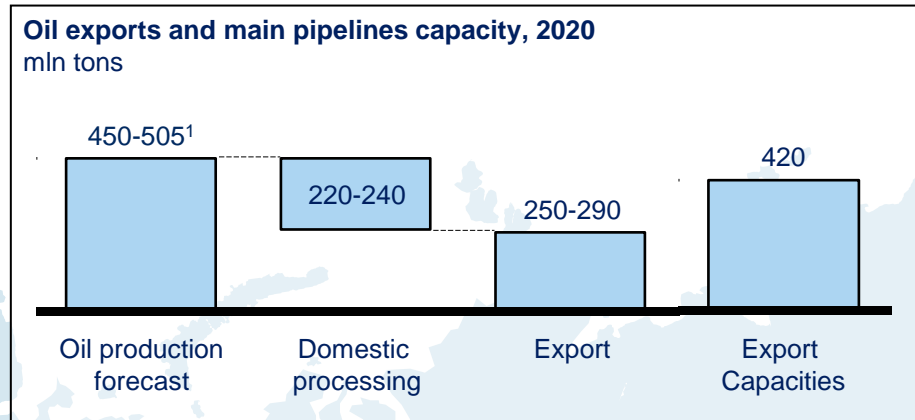 Oil exports and main pipelines capacity, 2020
mln tons
450-505¹
220-240
250-290
420
Oil production
forecast
Domestic
processing
Export
Export
Capacities